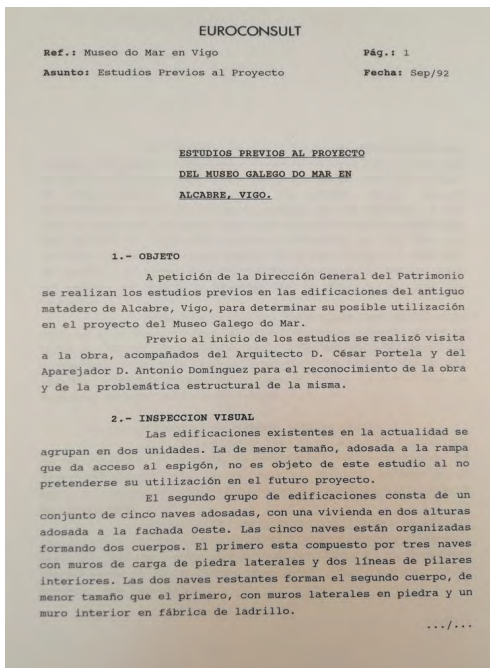 EUROCONSULT
Ref.: Museo do Mar en Vigo Pág.: 1
Asunto: Estudios Previos al Proyecto Fecha: Sep/92
ESTUDIOS PREVIOS AL PROYECTO
DEL MUSEO GALEGO DO MAR EN
ALCABRE, VIGO.
1.- OBJETO
A petición de la Dirección General del Patrimonio
se realizan los estudios previos en las edificaciones del antiguo
matadero de Alcabre, Vigo, para determinar su posible utilización
en el proyecto del Museo Galego do Mar.
Previo al inicio de los estudios se realizó visita
a la obra, acompañados del Arquitecto D. César Portela y del
Aparejador D. Antonio Domínguez para el reconocimiento de la obra
y de la problemática estructural de la misma.
2.- INSPECCION VISUAL
Las edificaciones existentes en la actualidad se
agrupan en dos unidades. La de menor tamaño, adosada a la rampa
que da acceso al espigón, no es objeto de este estudio al no
pretenderse su utilización en el futuro proyecto.
El segundo grupo de edificaciones consta de un
conjunto de cinco naves adosadas, con una vivienda en dos alturas
adosada a la fachada Oeste. Las cinco naves están organizadas
formando dos cuerpos. El primero esta compuesto por tres naves
con muros de carga de piedra laterales y dos líneas de pilares
interiores. Las dos naves restantes forman el segundo cuerpo, de
menor tamaño que el primero, con muros laterales en piedra y un
muro interior en fábrica de ladrillo.
.../...